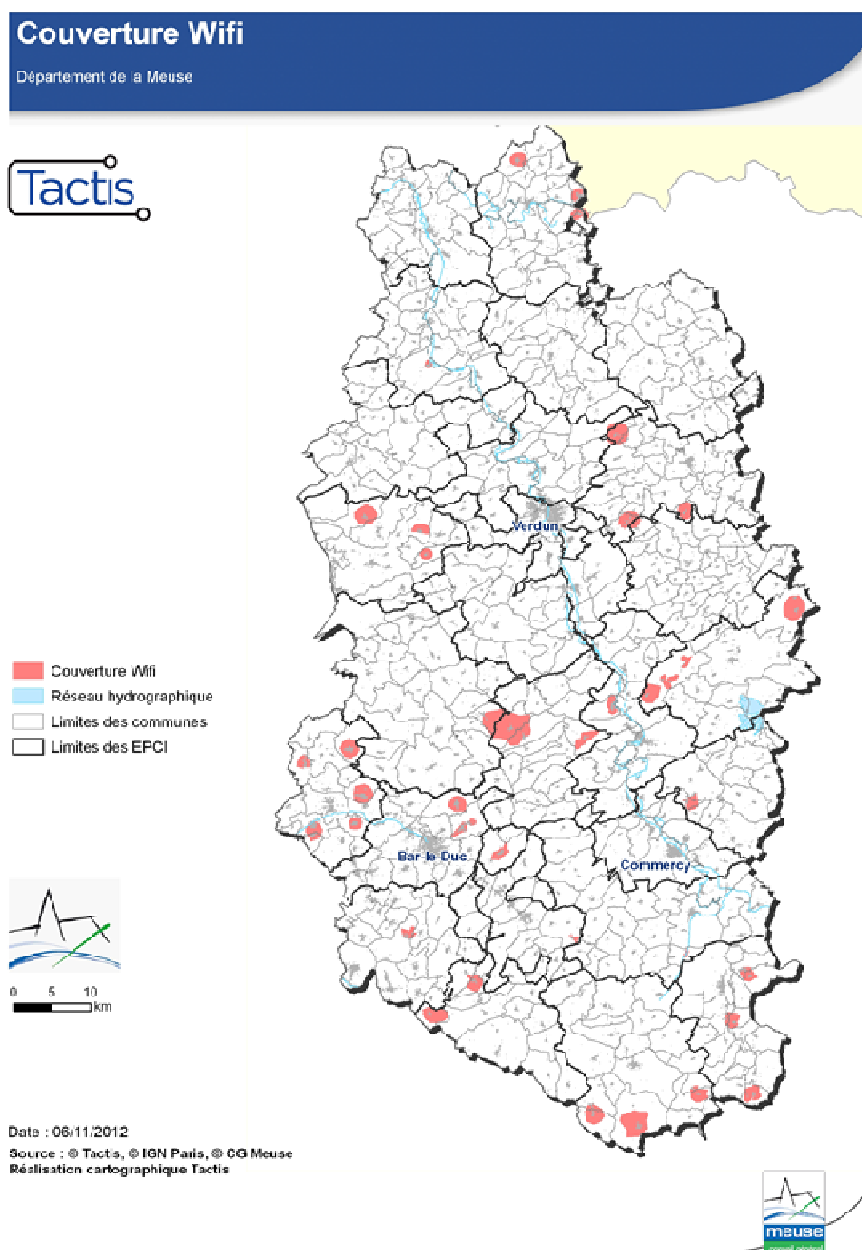 Couverture Wifi
Département de la Meuse
Tactis
Verdun
Couverture Wifi
Réseau hydrographique
Limites des communes
Limites des EPCI
Bar le Duc
Commercy
0 5 10
km
Date : 06/11/2012
Source : © Tactis, © IGN Paris, © CG Meuse
Réalisation cartographique Tactis
meuse